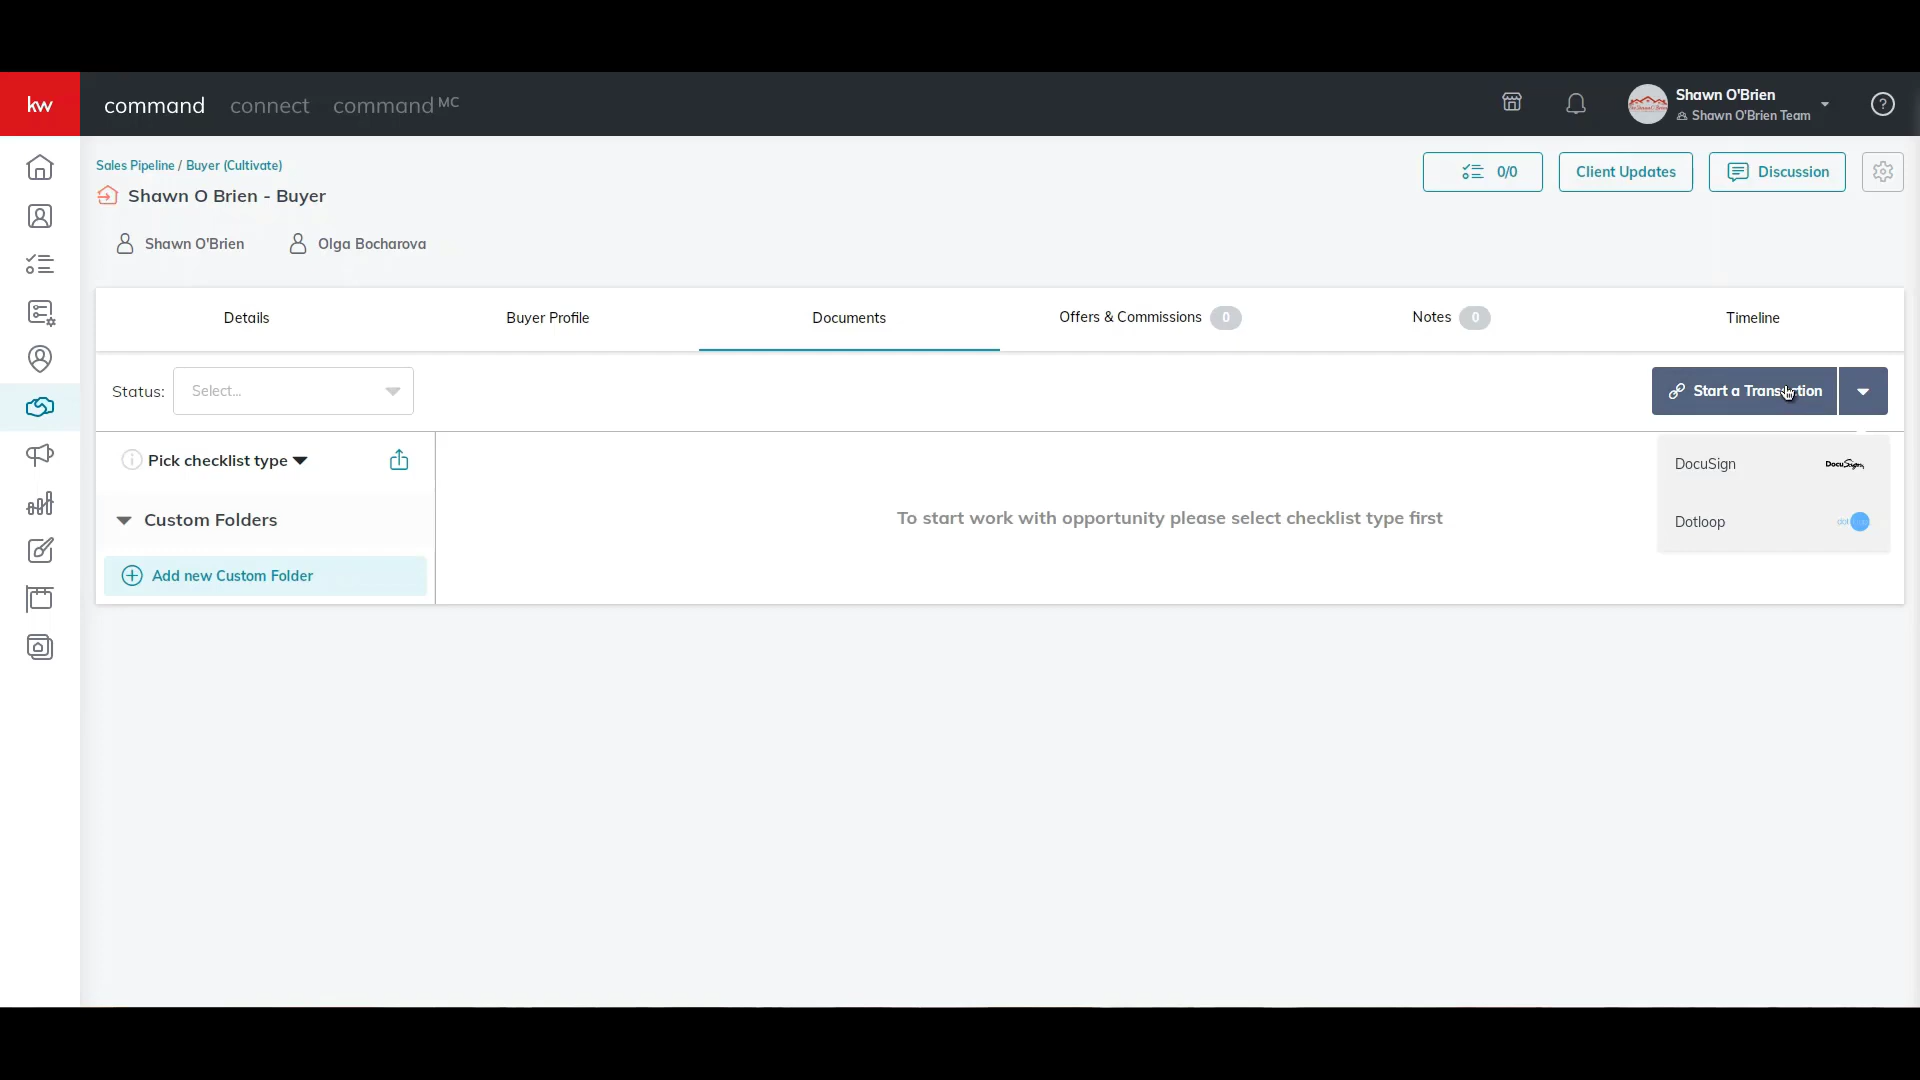 kw
command connect command MC
Shawn O'Brien
Shawn O'Brien Team
Sales Pipeline / Buyer (Cultivate)
Shawn O Brien - Buyer
0/0
Client Updates
Discussion
Shawn O'Brien
Olga Bocharova
Details
Buyer Profile
Documents
Offers & Commissions 0
Notes 0
Timeline
Status:
Select...
Start a Transaction
Pick checklist type
DocuSign
DocuSign
Custom Folders
To start work with opportunity please select checklist type first
Dotloop
dot
Add new Custom Folder